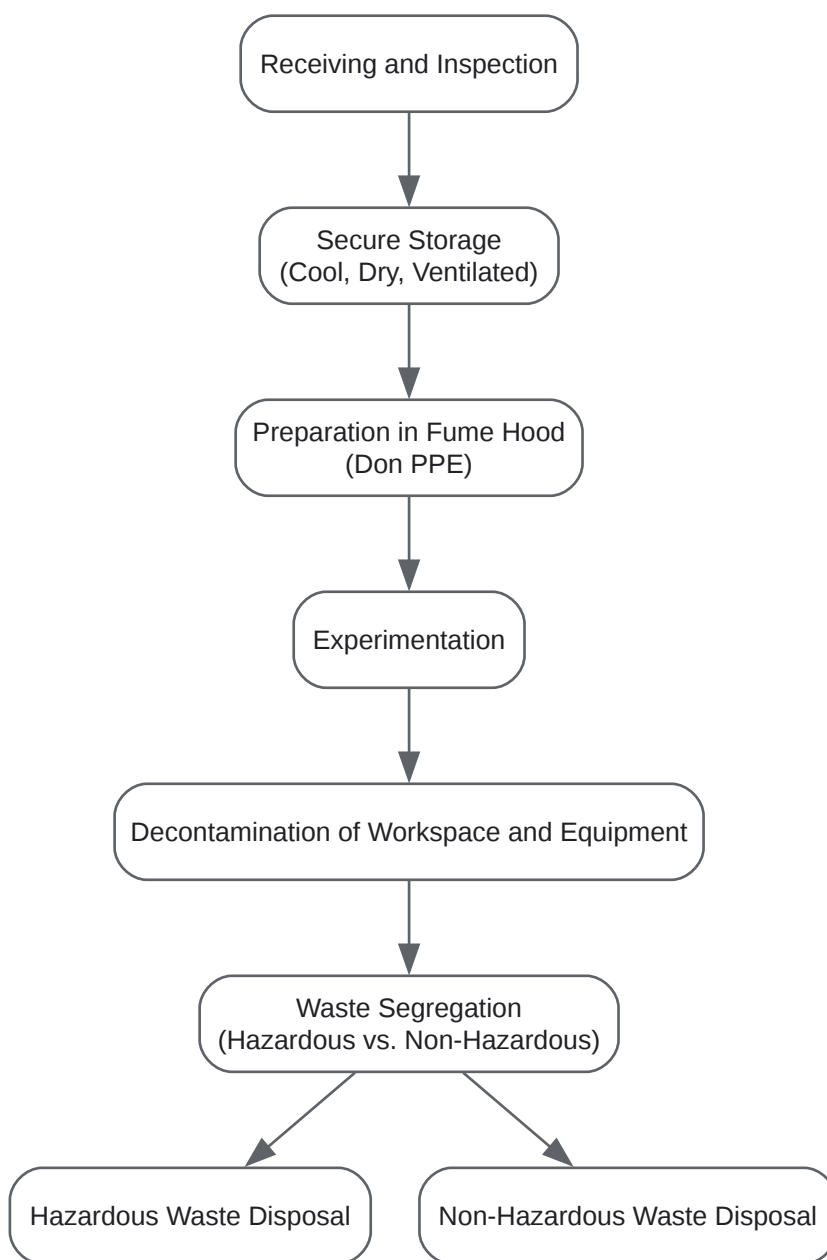 Receiving and Inspection
Secure Storage
(Cool, Dry, Ventilated)
Preparation in Fume Hood
(Don PPE)
Experimentation
Decontamination of Workspace and Equipment
Waste Segregation
(Hazardous vs. Non-Hazardous)
Hazardous Waste Disposal
Non-Hazardous Waste Disposal